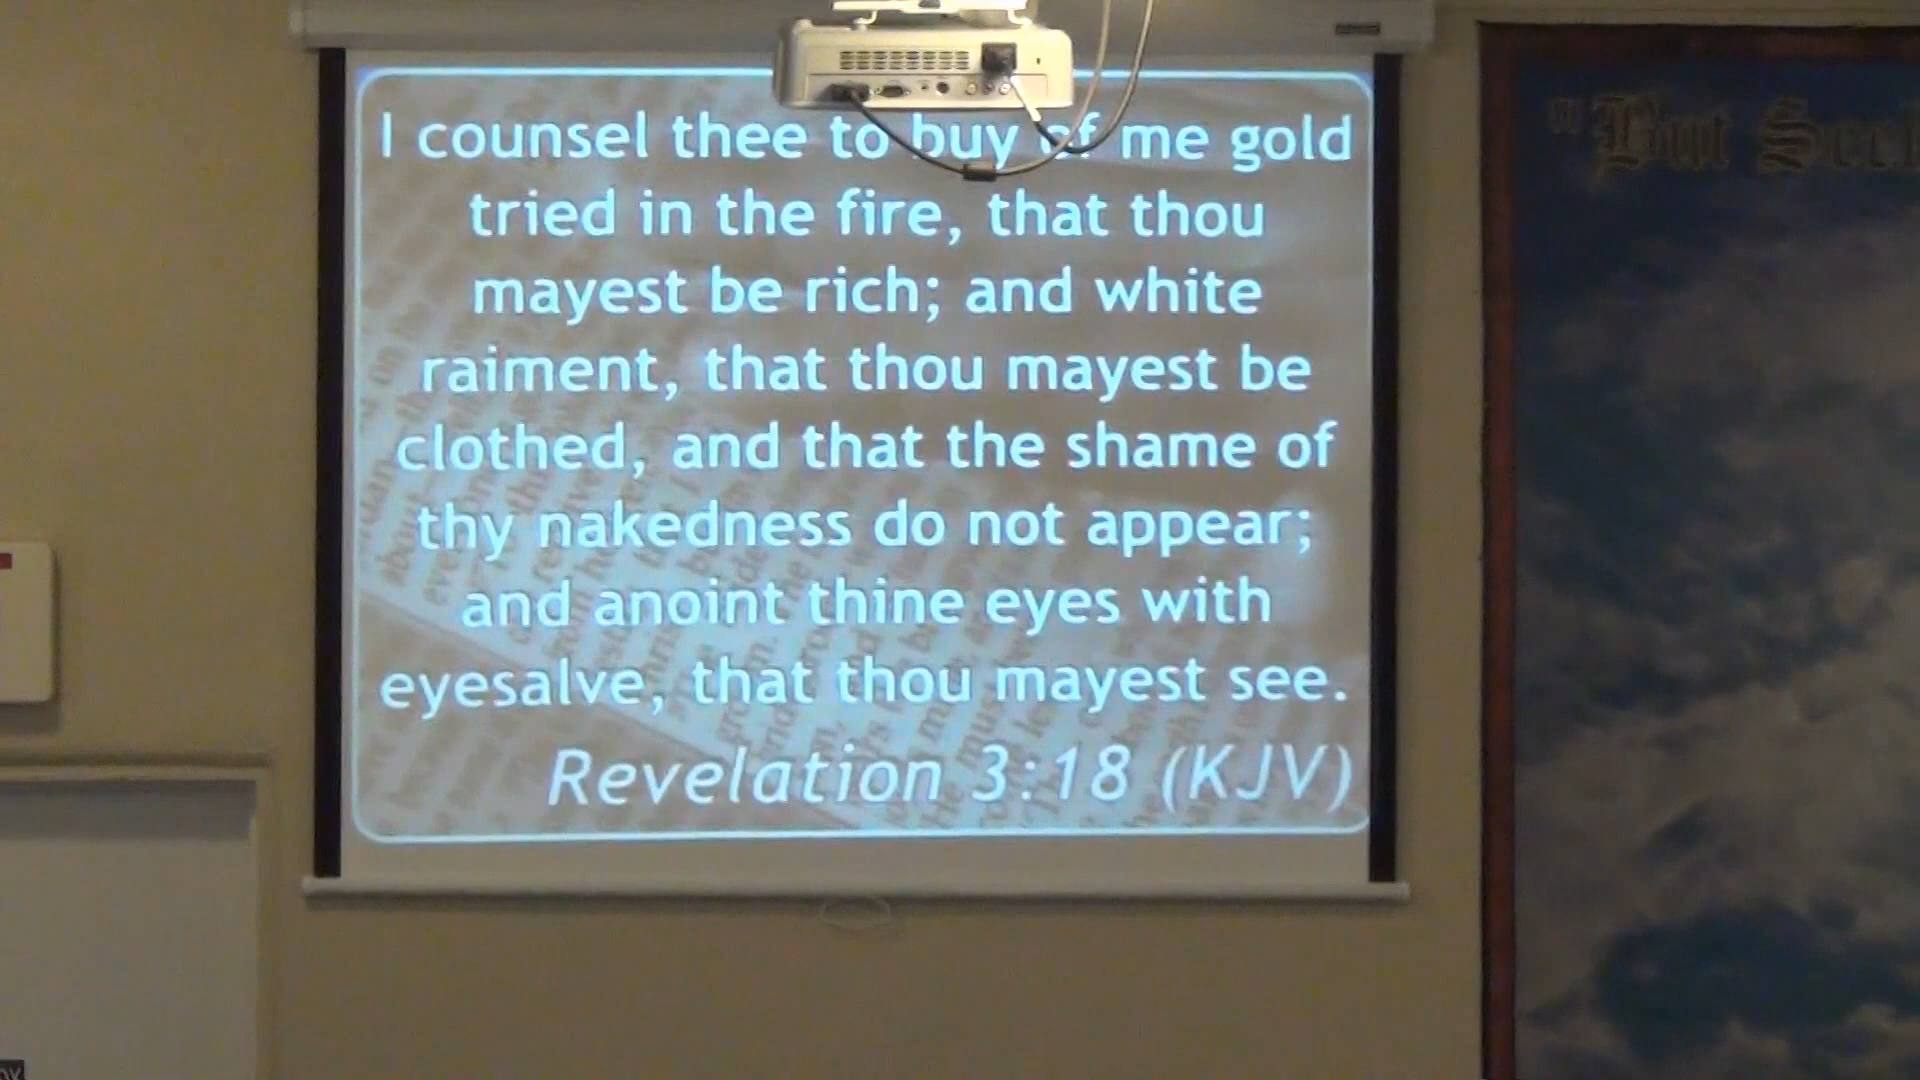 I counsel thee to buy of me gold
tried in the fire, that thou
mayest be rich; and white
raiment, that thou mayest be
clothed, and that the shame of
thy nakedness do not appear;
and anoint thine eyes with
eyesalve, that thou mayest see.
Revelation 3:18 (KJV)
"But